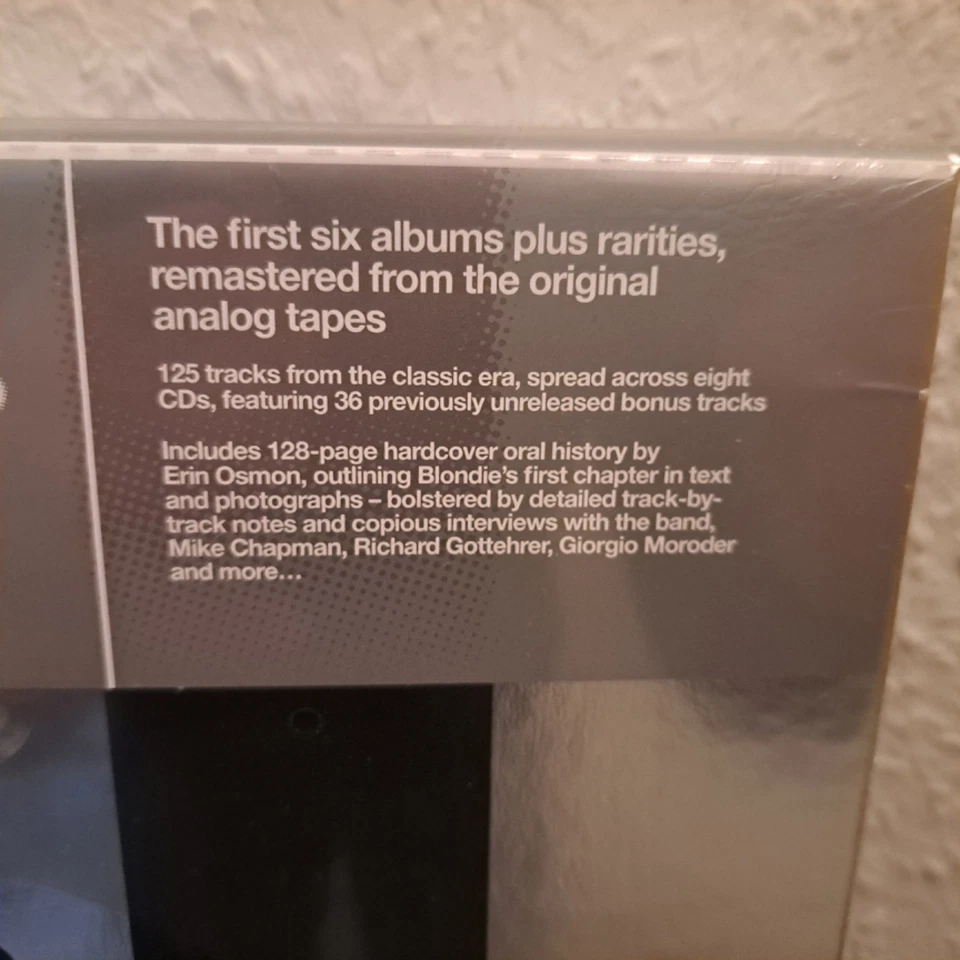 The first six albums plus rarities,
remastered from the original
analog tapes
125 tracks from the classic era, spread across eight
CDs, featuring 36 previously unreleased bonus tracks
Includes 128-page hardcover oral history by
Erin Osmon, outlining Blondie's first chapter in text
and photographs – bolstered by detailed track-by-
track notes and copious interviews with the band,
Mike Chapman, Richard Gottehrer, Giorgio Moroder
and more...